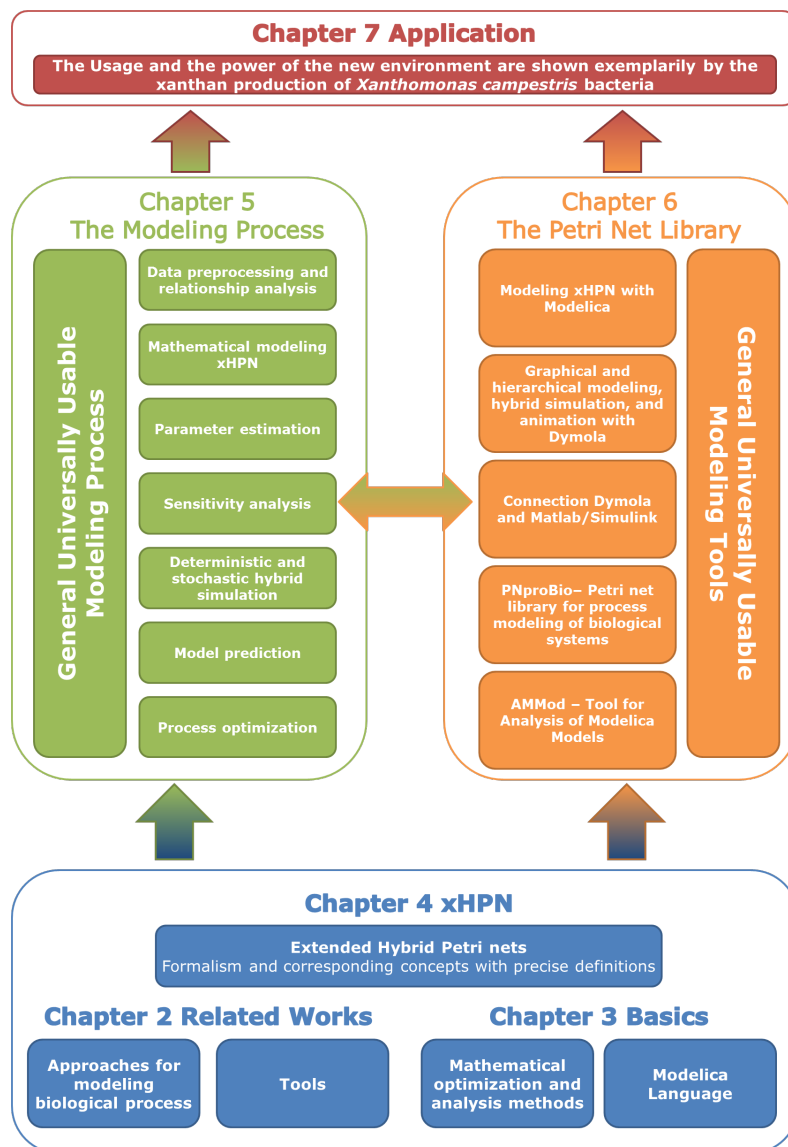 Chapter 7 Application
The Usage and the power of the new environment are shown exemplarily by the
xanthan production of Xanthomonas campestris bacteria
Chapter 5
The Modeling Process
General Universally Usable
Modeling Process
Data preprocessing and
relationship analysis
Mathematical modeling
xHPN
Parameter estimation
Sensitivity analysis
Deterministic and
stochastic hybrid
simulation
Model prediction
Process optimization
Chapter 6
The Petri Net Library
Modeling xHPN with
Modelica
Graphical and
hierarchical modeling,
hybrid simulation, and
animation with
Dymola
Connection Dymola
and Matlab/Simulink
PNproBio– Petri net
library for process
modeling of biological
systems
AMMod – Tool for
Analysis of Modelica
Models
General Universally Usable
Modeling Tools
Chapter 4 xHPN
Extended Hybrid Petri nets
Formalism and corresponding concepts with precise definitions
Chapter 2 Related Works
Approaches for
modeling
biological process
Tools
Chapter 3 Basics
Mathematical
optimization and
analysis methods
Modelica
Language